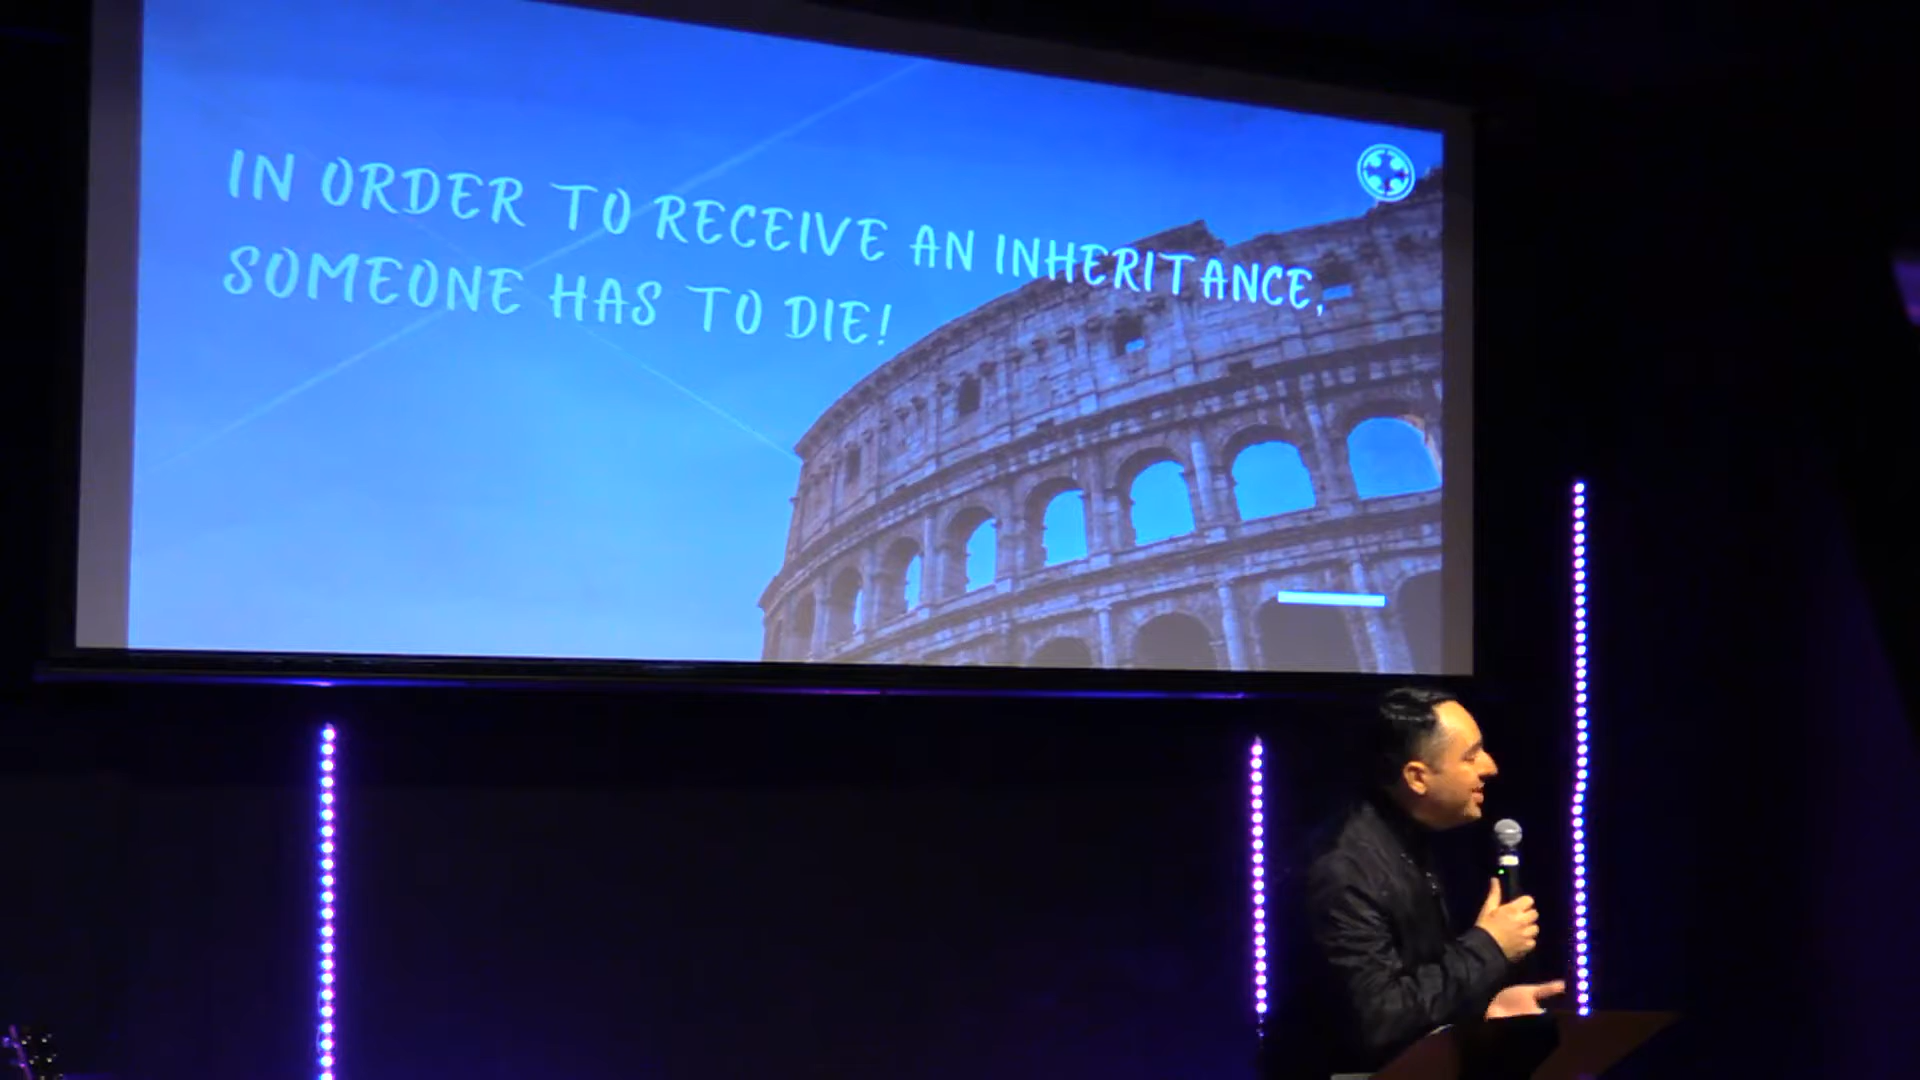 IN ORDER TO RECEIVE AN INHERITANCE,
SOMEONE HAS TO DIE!